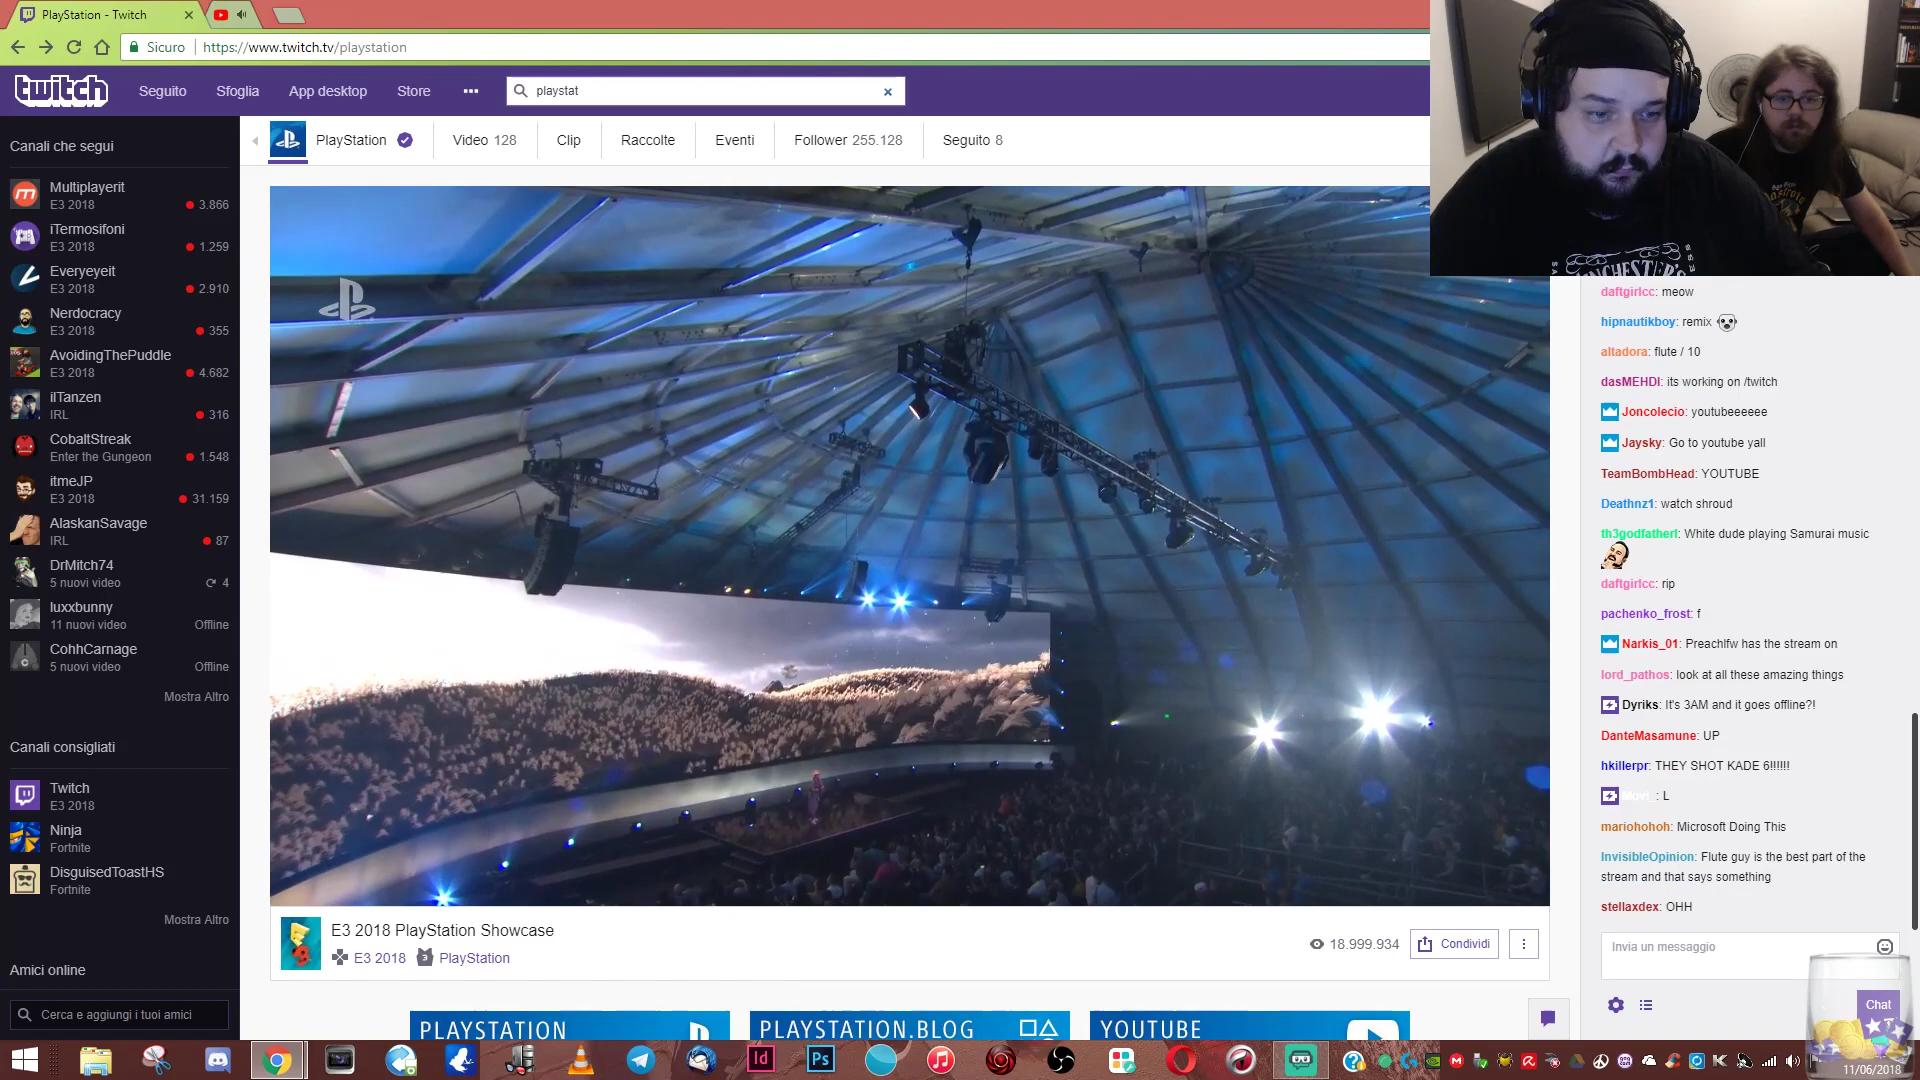 PlayStation - Twitch
Sicuro https://www.twitch.tv/playstation
twitch Seguito Sfoglia App desktop Store playstat
Canali che segui
Multiplayerit
E3 2018 3.866
iTermosifoni
E3 2018 1.259
Everyeyeit
E3 2018 2.910
Nerdocracy
E3 2018 355
AvoidingThePuddle
E3 2018 4.682
ilTanzen
IRL 316
CobaltStreak
Enter the Gungeon 1.548
itmeJP
E3 2018 31.159
AlaskanSavage
IRL 87
DrMitch74
5 nuovi video 4
luxxbunny
11 nuovi video Offline
CohhCarnage
5 nuovi video Offline
Mostra Altro
Canali consigliati
Twitch
E3 2018
Ninja
Fortnite
DisguisedToastHS
Fortnite
Mostra Altro
Amici online
Cerca e aggiungi i tuoi amici
PlayStation Video 128 Clip Raccolte Eventi Follower 255.128 Seguito 8
E3 2018 PlayStation Showcase
E3 2018 PlayStation
18.999.934 Condividi
PLAYSTATION PLAYSTATION.BLOG YOUTUBE
daftgirlcc: meow
hipnautikboy: remix
altadora: flute / 10
dasMEHDI: its working on /twitch
Joncolecio: youtubeeeeee
Jaysky: Go to youtube yall
TeamBombHead: YOUTUBE
Deathnz1: watch shroud
th3godfatherf: White dude playing Samurai music
daftgirlcc: rip
pachenko_frost: f
Narkis_01: Preachlfw has the stream on
lord_pathos: look at all these amazing things
Dyriks: It's 3AM and it goes offline?!
DanteMasamune: UP
hkillerpr: THEY SHOT KADE 6!!!!!!
: L
mariohohoh: Microsoft Doing This
InvisibleOpinion: Flute guy is the best part of the
stream and that says something
stellaxdex: OHH
Invia un messaggio
Chat
Id Ps
11/06/2018